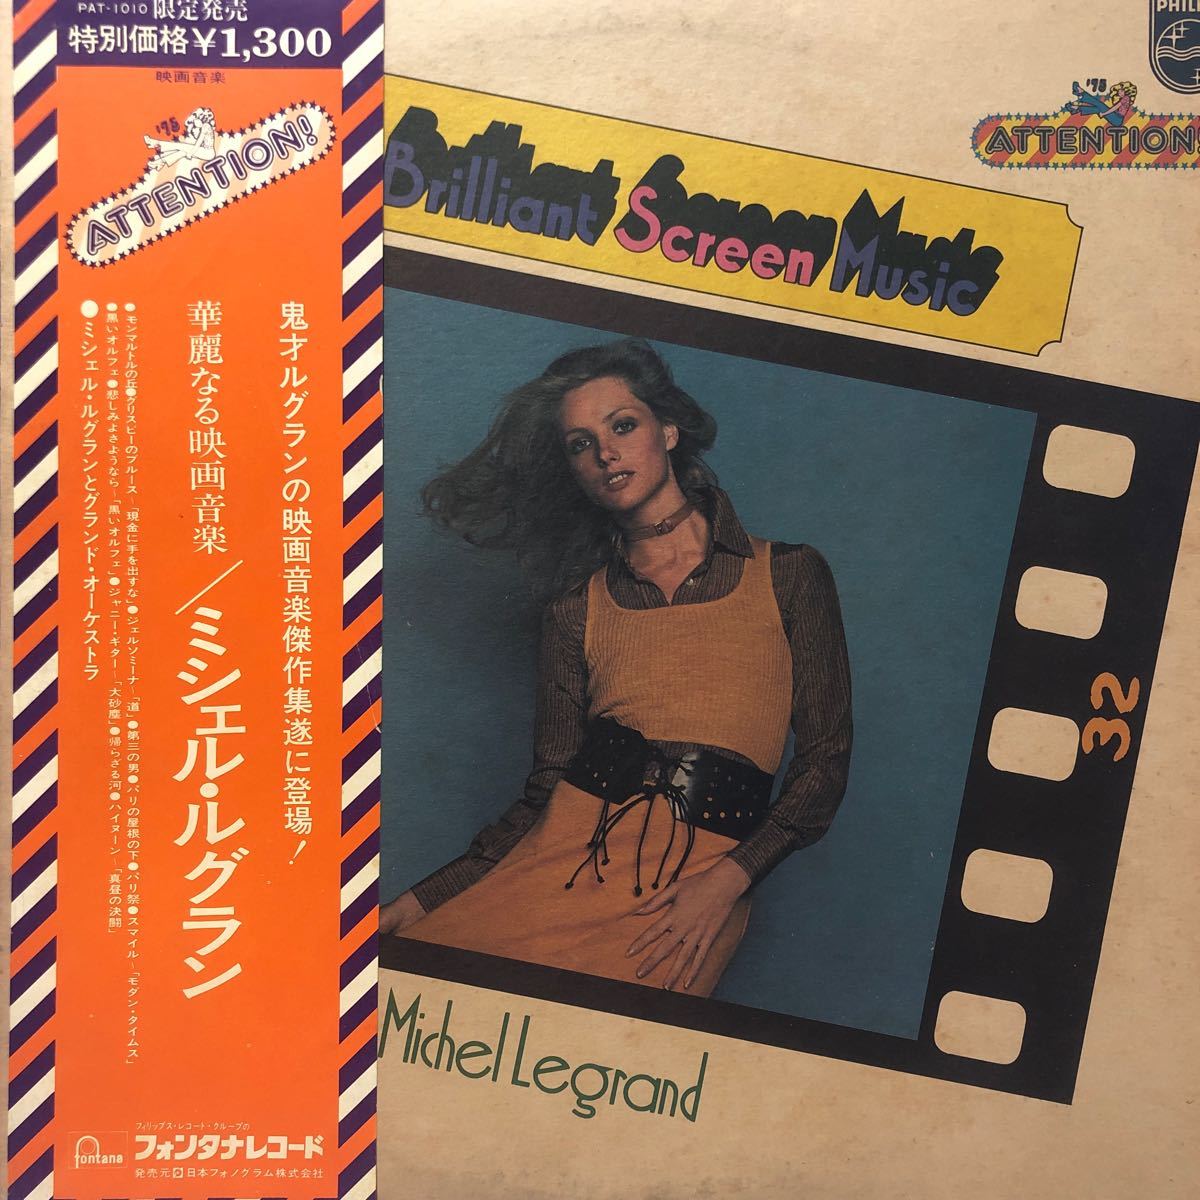 PAT-1010 限定発売
特別価格¥1,300
映画音楽
'75
ATTENTION!
鬼才ルグランの映画音楽傑作集遂に登場!
華麗なる映画音楽/ミシェル・ルグラン
●モンマルトルの丘●グリスビーのブルース~「現金に手を出すな」●ジェルソミーナ~「道」●第三の男●パリの屋根の下●パリ祭●スマイル~「モダン・タイムス」
●黒いオルフェ●悲しみよさようなら~「黒いオルフェ」●ジャニー・ギター~「大砂塵」●帰らざる河●ハイヌーン~「真昼の決闘」
●ミシェル・ルグランとグランド・オーケストラ
fontana
フィリップス・レコード・グループの
フォンタナレコード
発売元 日本フォノグラム株式会社
PHILI
'75
ATTENTION!
Brilliant Screen Music
32
Michel Legrand